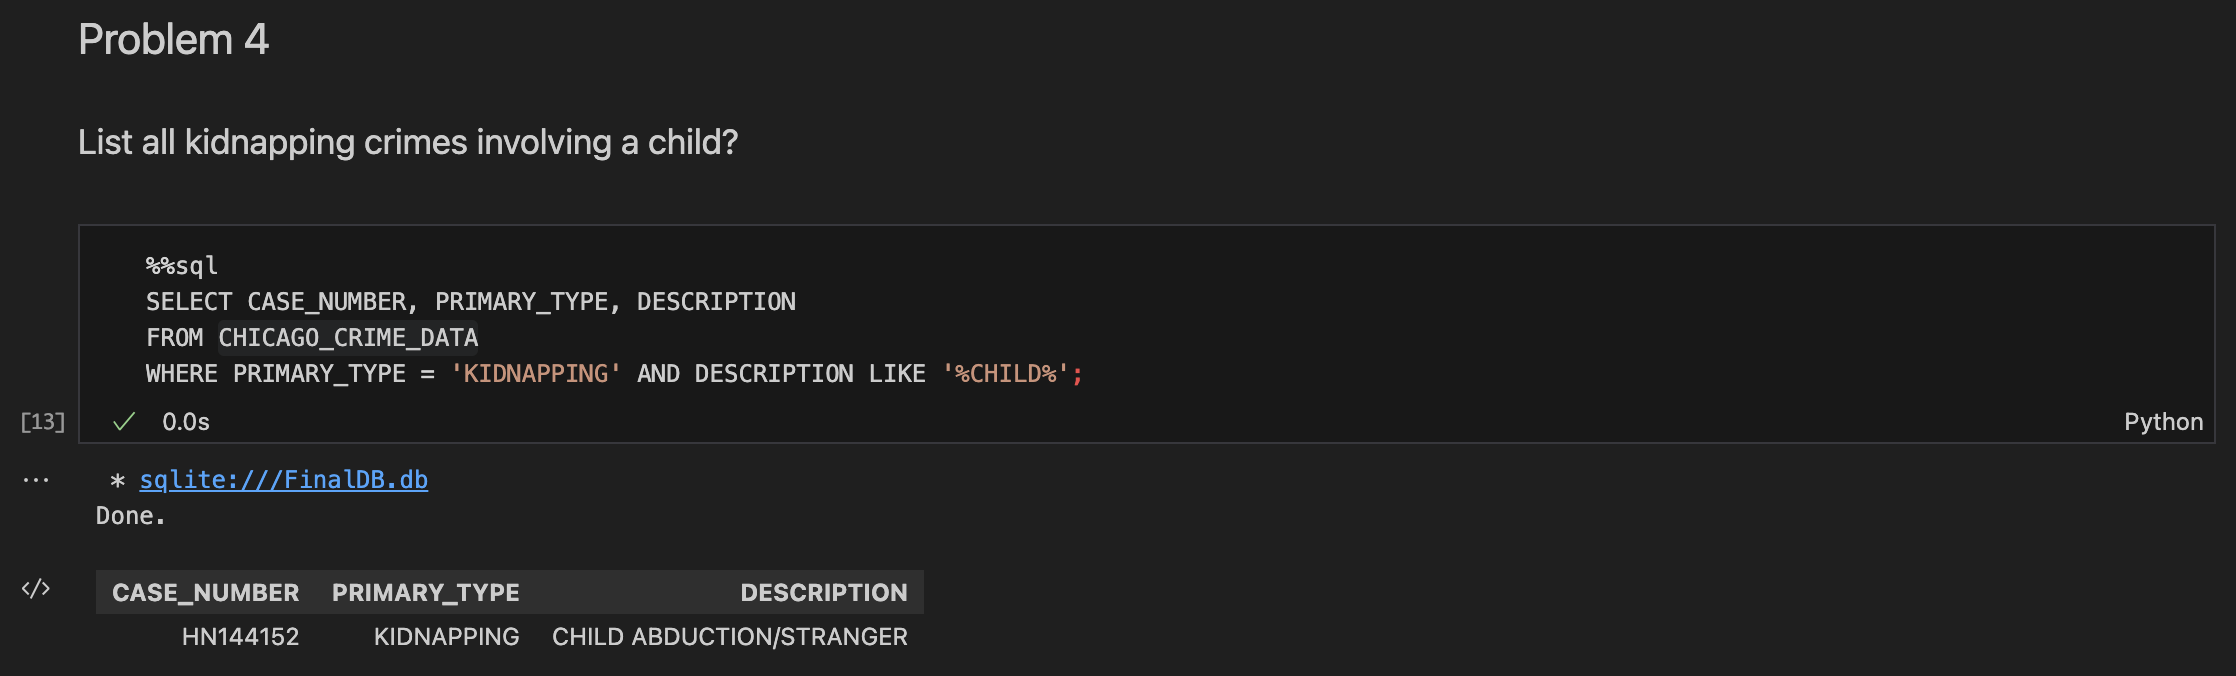 Problem 4
List all kidnapping crimes involving a child?
%%sql
SELECT CASE_NUMBER, PRIMARY_TYPE, DESCRIPTION
FROM CHICAGO_CRIME_DATA
WHERE PRIMARY_TYPE = 'KIDNAPPING' AND DESCRIPTION LIKE '%CHILD%';
[13] ✓ 0.0s Python
... * sqlite:///FinalDB.db
Done.
</> CASE_NUMBER PRIMARY_TYPE DESCRIPTION
HN144152 KIDNAPPING CHILD ABDUCTION/STRANGER